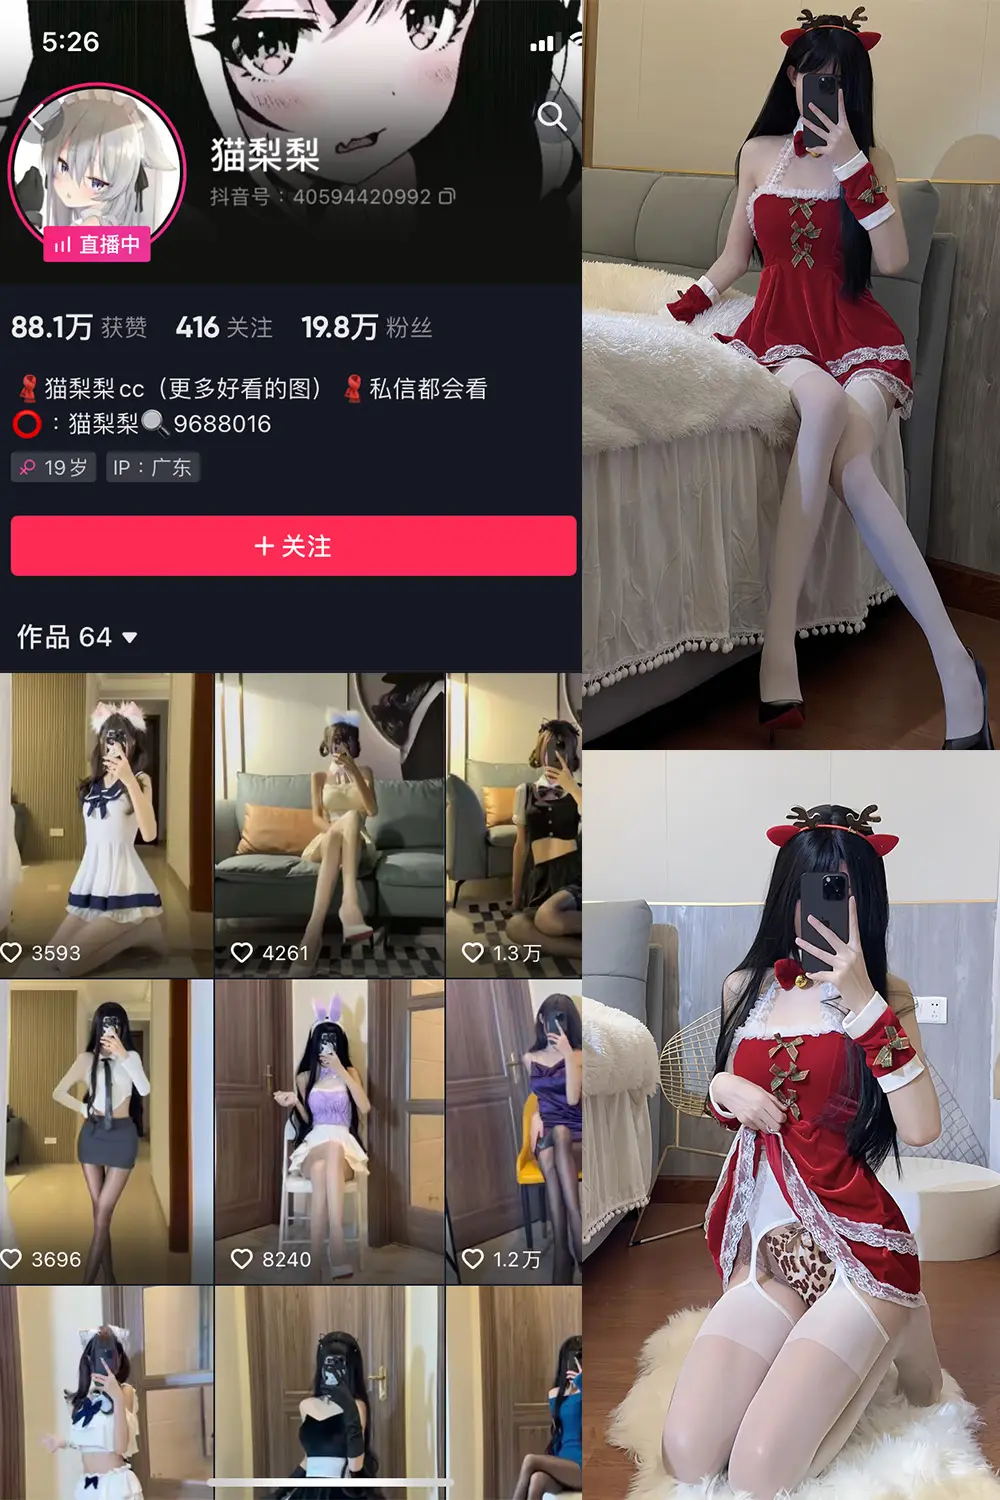 5:26
猫梨梨
抖音号：40594420992
直播中
88.1万 获赞 416 关注 19.8万 粉丝
猫梨梨cc（更多好看的图） 私信都会看
：猫梨梨 9688016
19岁 IP：广东
+ 关注
作品 64
3593 4261 1.3万
3696 8240 1.2万